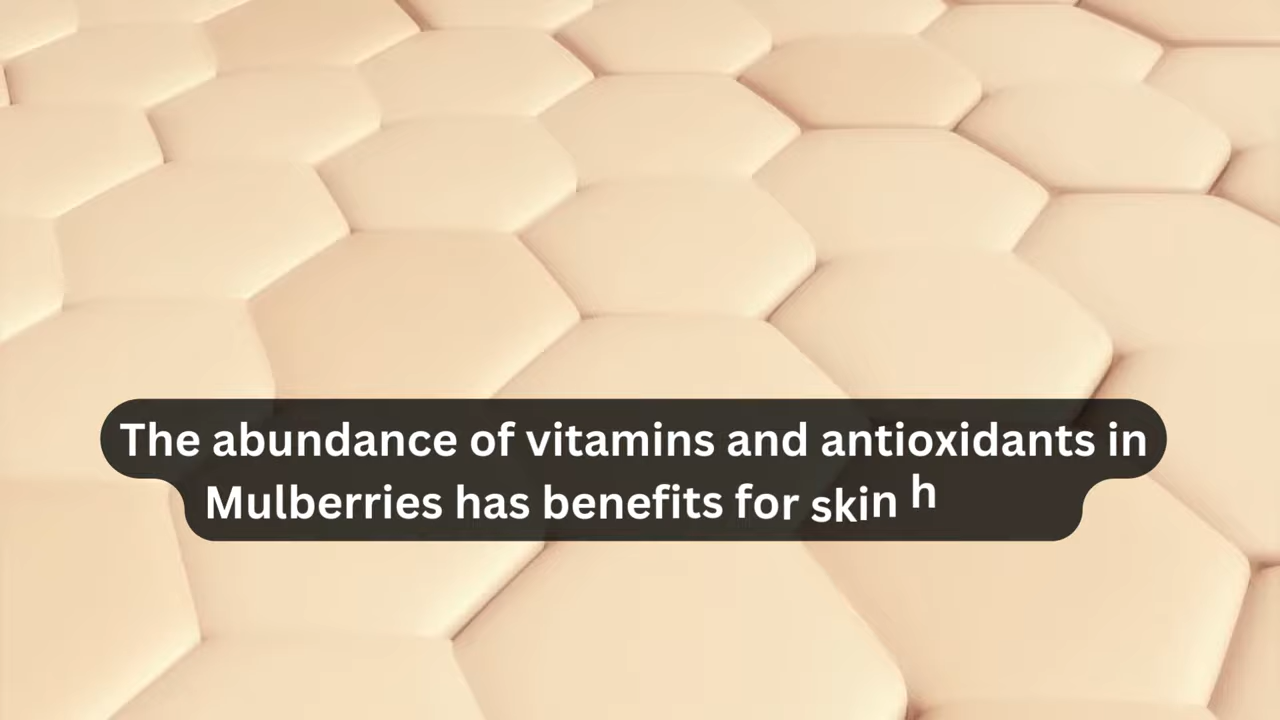 The abundance of vitamins and antioxidants in
Mulberries has benefits for skin h